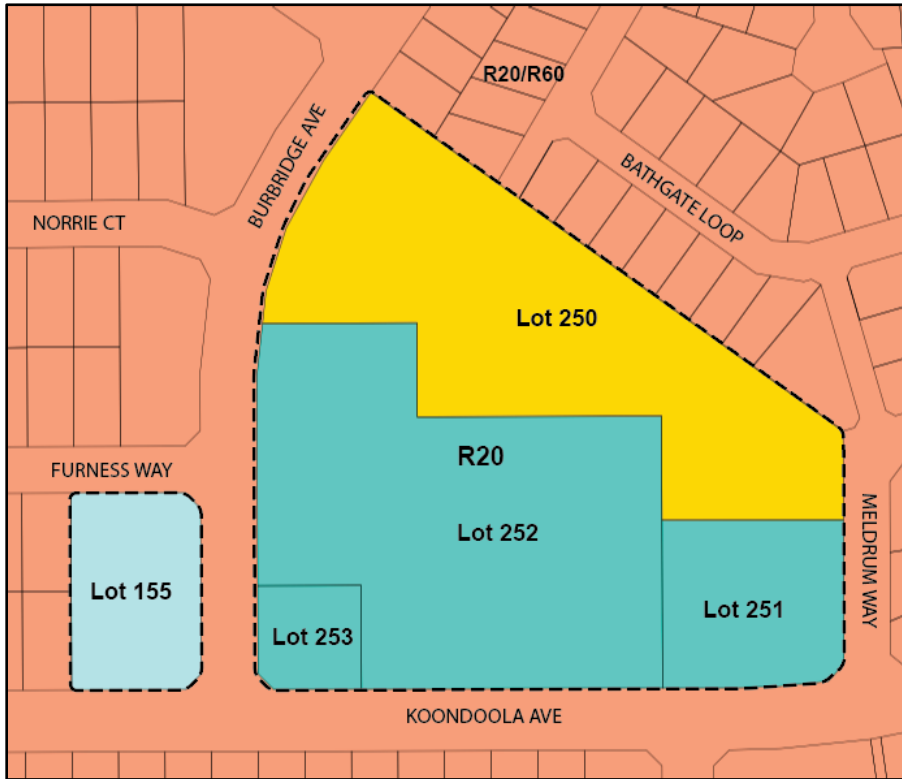 R20/R60
BURBRIDGE AVE
BATHGATE LOOP
NORRIE CT
Lot 250
R20
FURNESS WAY
Lot 252
MELDRUM WAY
Lot 155
Lot 251
Lot 253
KOONDOOLA AVE